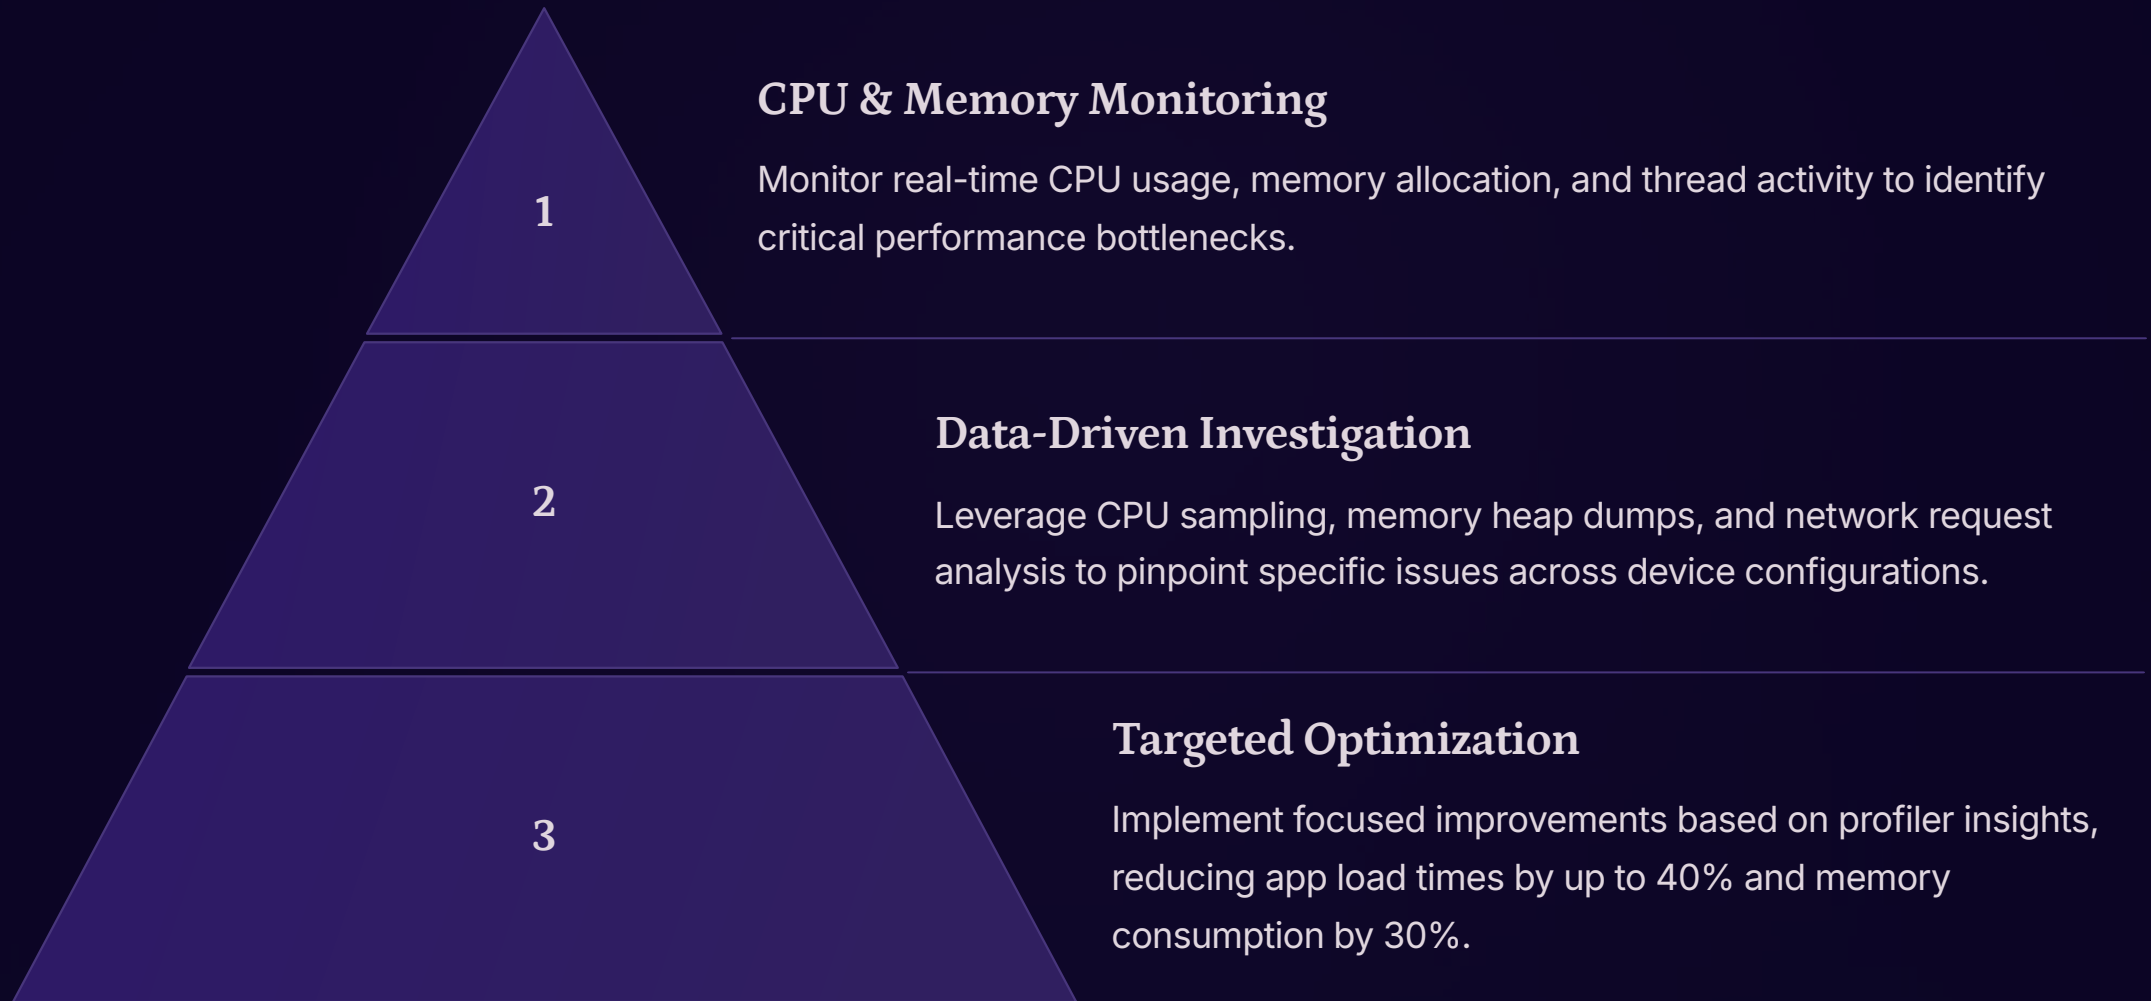 CPU & Memory Monitoring
Monitor real-time CPU usage, memory allocation, and thread activity to identify
critical performance bottlenecks.
1
Data-Driven Investigation
Leverage CPU sampling, memory heap dumps, and network request
analysis to pinpoint specific issues across device configurations.
2
Targeted Optimization
Implement focused improvements based on profiler insights,
reducing app load times by up to 40% and memory
consumption by 30%.
3